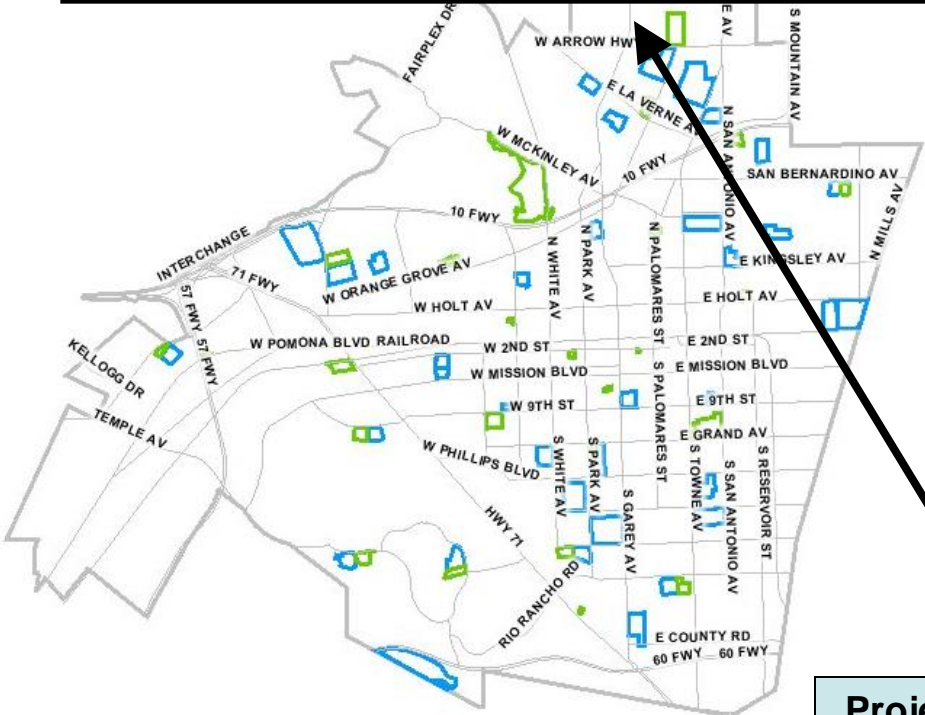 FAIRPLEX DR
E AV
S MOUNTAIN AV
W ARROW HWY
E LA VERNE AV
W MCKINLEY AV
10 FWY
N SAN ANTONIO AV
SAN BERNARDINO AV
N MILLS AV
10 FWY
INTERCHANGE
71 FWY
W ORANGE GROVE AV
N WHITE AV
N PARK AV
N PALOMARES ST
E KINGSLEY AV
57 FWY
57 FWY
W HOLT AV
E HOLT AV
KELLOGG DR
W POMONA BLVD RAILROAD
W 2ND ST
E 2ND ST
W MISSION BLVD
E MISSION BLVD
S PALOMARES ST
TEMPLE AV
W 9TH ST
E 9TH ST
E GRAND AV
W PHILLIPS BLVD
S WHITE AV
S PARK AV
S GAREY AV
S TOWNE AV
S SAN ANTONIO AV
S RESERVOIR ST
HWY 71
RIO RANCHO RD
E COUNTY RD
60 FWY
60 FWY
Proje